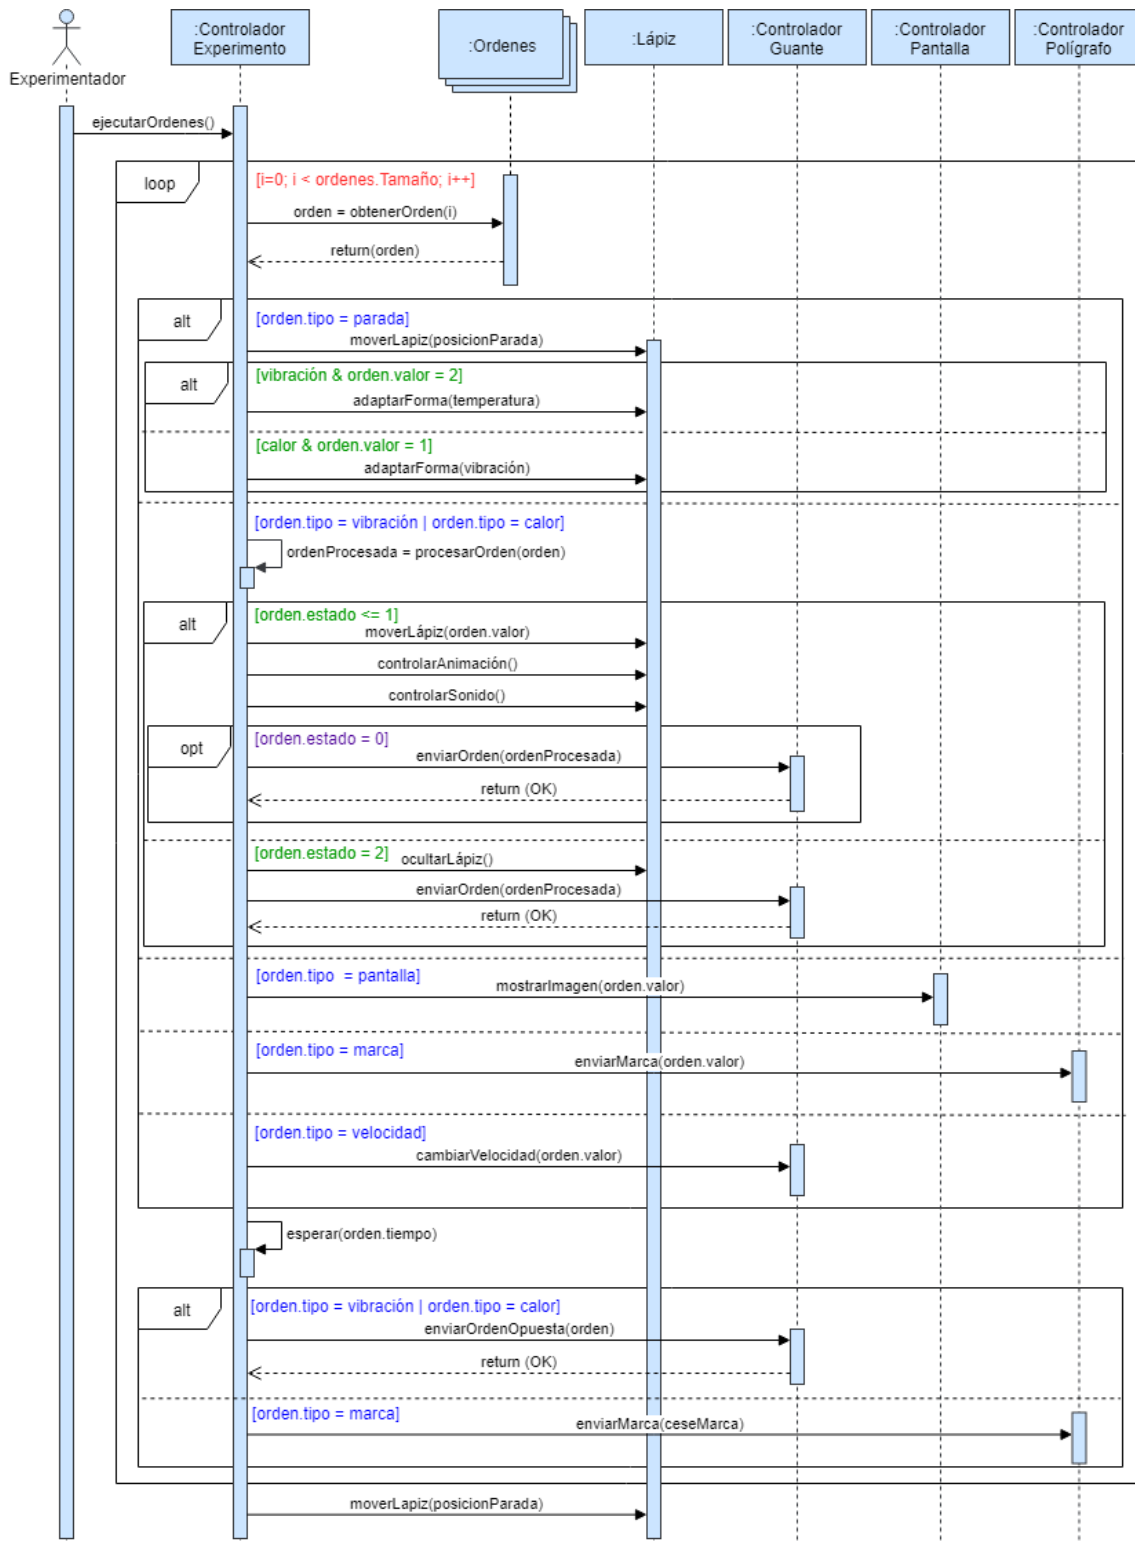 :Controlador
Experimento
:Ordenes
:Lápiz
:Controlador
Guante
:Controlador
Pantalla
:Controlador
Polígrafo
Experimentador
ejecutarOrdenes()
loop
[i=0; i < ordenes.Tamaño; i++]
orden = obtenerOrden(i)
return(orden)
alt
[orden.tipo = parada]
moverLapiz(posicionParada)
alt
[vibración & orden.valor = 2]
adaptarForma(temperatura)
[calor & orden.valor = 1]
adaptarForma(vibración)
[orden.tipo = vibración | orden.tipo = calor]
ordenProcesada = procesarOrden(orden)
alt
[orden.estado <= 1]
moverLápiz(orden.valor)
controlarAnimación()
controlarSonido()
opt
[orden.estado = 0]
enviarOrden(ordenProcesada)
return (OK)
[orden.estado = 2]
ocultarLápiz()
enviarOrden(ordenProcesada)
return (OK)
[orden.tipo  = pantalla]
mostrarImagen(orden.valor)
[orden.tipo = marca]
enviarMarca(orden.valor)
[orden.tipo = velocidad]
cambiarVelocidad(orden.valor)
esperar(orden.tiempo)
alt
[orden.tipo = vibración | orden.tipo = calor]
enviarOrdenOpuesta(orden)
return (OK)
[orden.tipo = marca]
enviarMarca(ceseMarca)
moverLapiz(posicionParada)